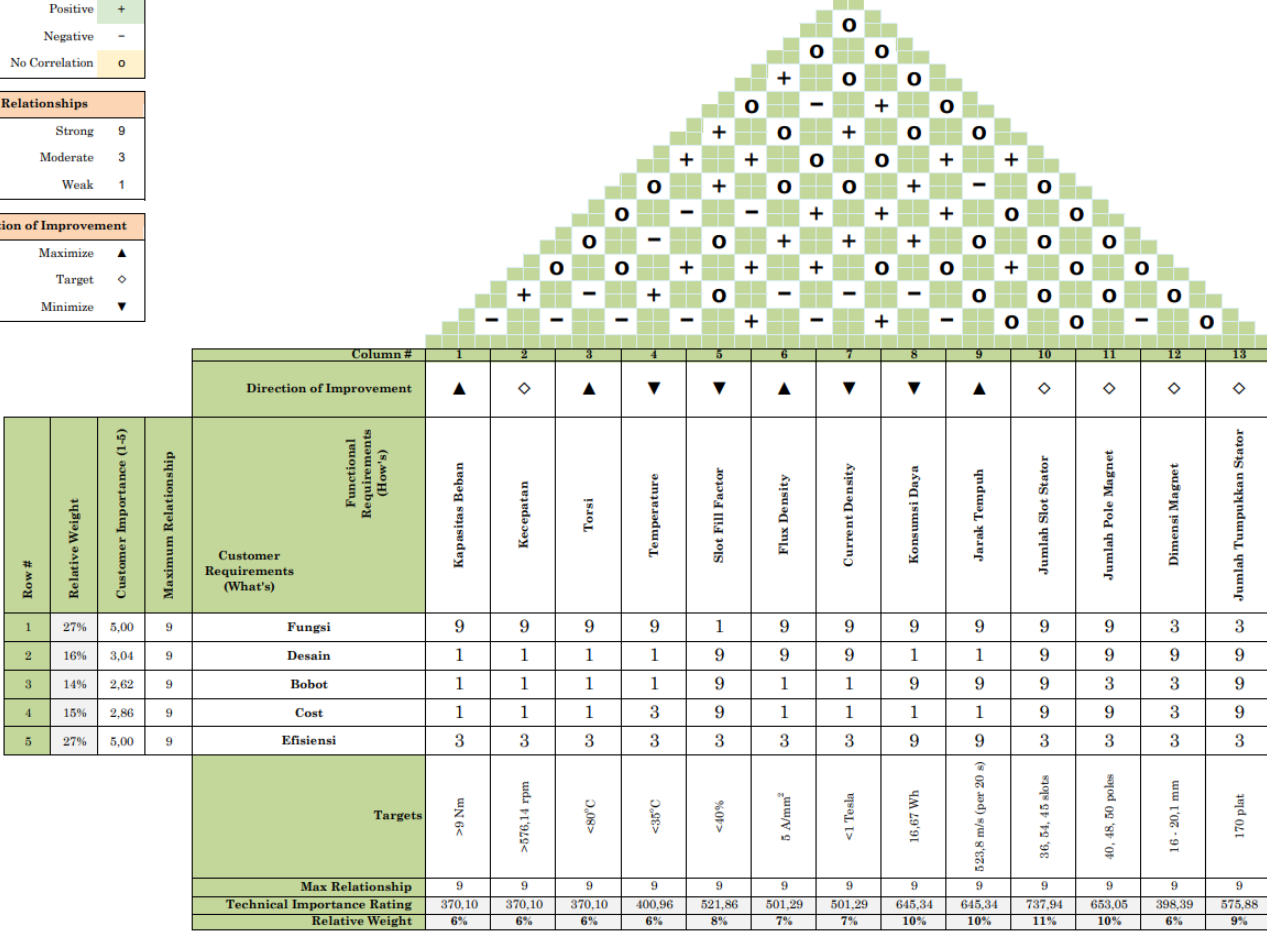 Positive +
Negative −
No Correlation o
Relationships
Strong 9
Moderate 3
Weak 1
tion of Improvement
Maximize ▲
Target ◇
Minimize ▼
o
o o
+ o o
o − + o
+ o + o o
+ + o o + +
o + o o + − o
o − − + + + o o
o − o + + + o o o
o o + + + o o + o o
+ − + o − − − o o o o
− − − − + − + − o o − o
Column # 1 2 3 4 5 6 7 8 9 10 11 12 13
Direction of Improvement ▲ ◇ ▲ ▼ ▼ ▲ ▼ ▼ ▲ ◇ ◇ ◇ ◇
Row #
Relative Weight
Customer Importance (1-5)
Maximum Relationship
Customer
Requirements
(What's)
Functional
Requirements
(How's)
Kapasitas Beban
Kecepatan
Torsi
Temperature
Slot Fill Factor
Flux Density
Current Density
Konsumsi Daya
Jarak Tempuh
Jumlah Slot Stator
Jumlah Pole Magnet
Dimensi Magnet
Jumlah Tumpukkan Stator
1 27% 5,00 9 Fungsi 9 9 9 9 1 9 9 9 9 9 9 3 3
2 16% 3,04 9 Desain 1 1 1 1 9 9 9 1 1 9 9 9 9
3 14% 2,62 9 Bobot 1 1 1 1 9 1 1 9 9 9 3 3 9
4 15% 2,86 9 Cost 1 1 1 3 9 1 1 1 1 9 9 3 9
5 27% 5,00 9 Efisiensi 3 3 3 3 3 3 3 9 9 3 3 3 3
Targets
>9 Nm
>576,14 rpm
<80°C
<35°C
<40%
5 A/mm²
<1 Tesla
16,67 Wh
523,8 m/s (per 20 s)
36, 54, 45 slots
40, 48, 50 poles
16 - 20,1 mm
170 plat
Max Relationship 9 9 9 9 9 9 9 9 9 9 9 9 9
Technical Importance Rating 370,10 370,10 370,10 400,96 521,86 501,29 501,29 645,34 645,34 737,94 653,05 398,39 575,88
Relative Weight 6% 6% 6% 6% 8% 7% 7% 10% 10% 11% 10% 6% 9%